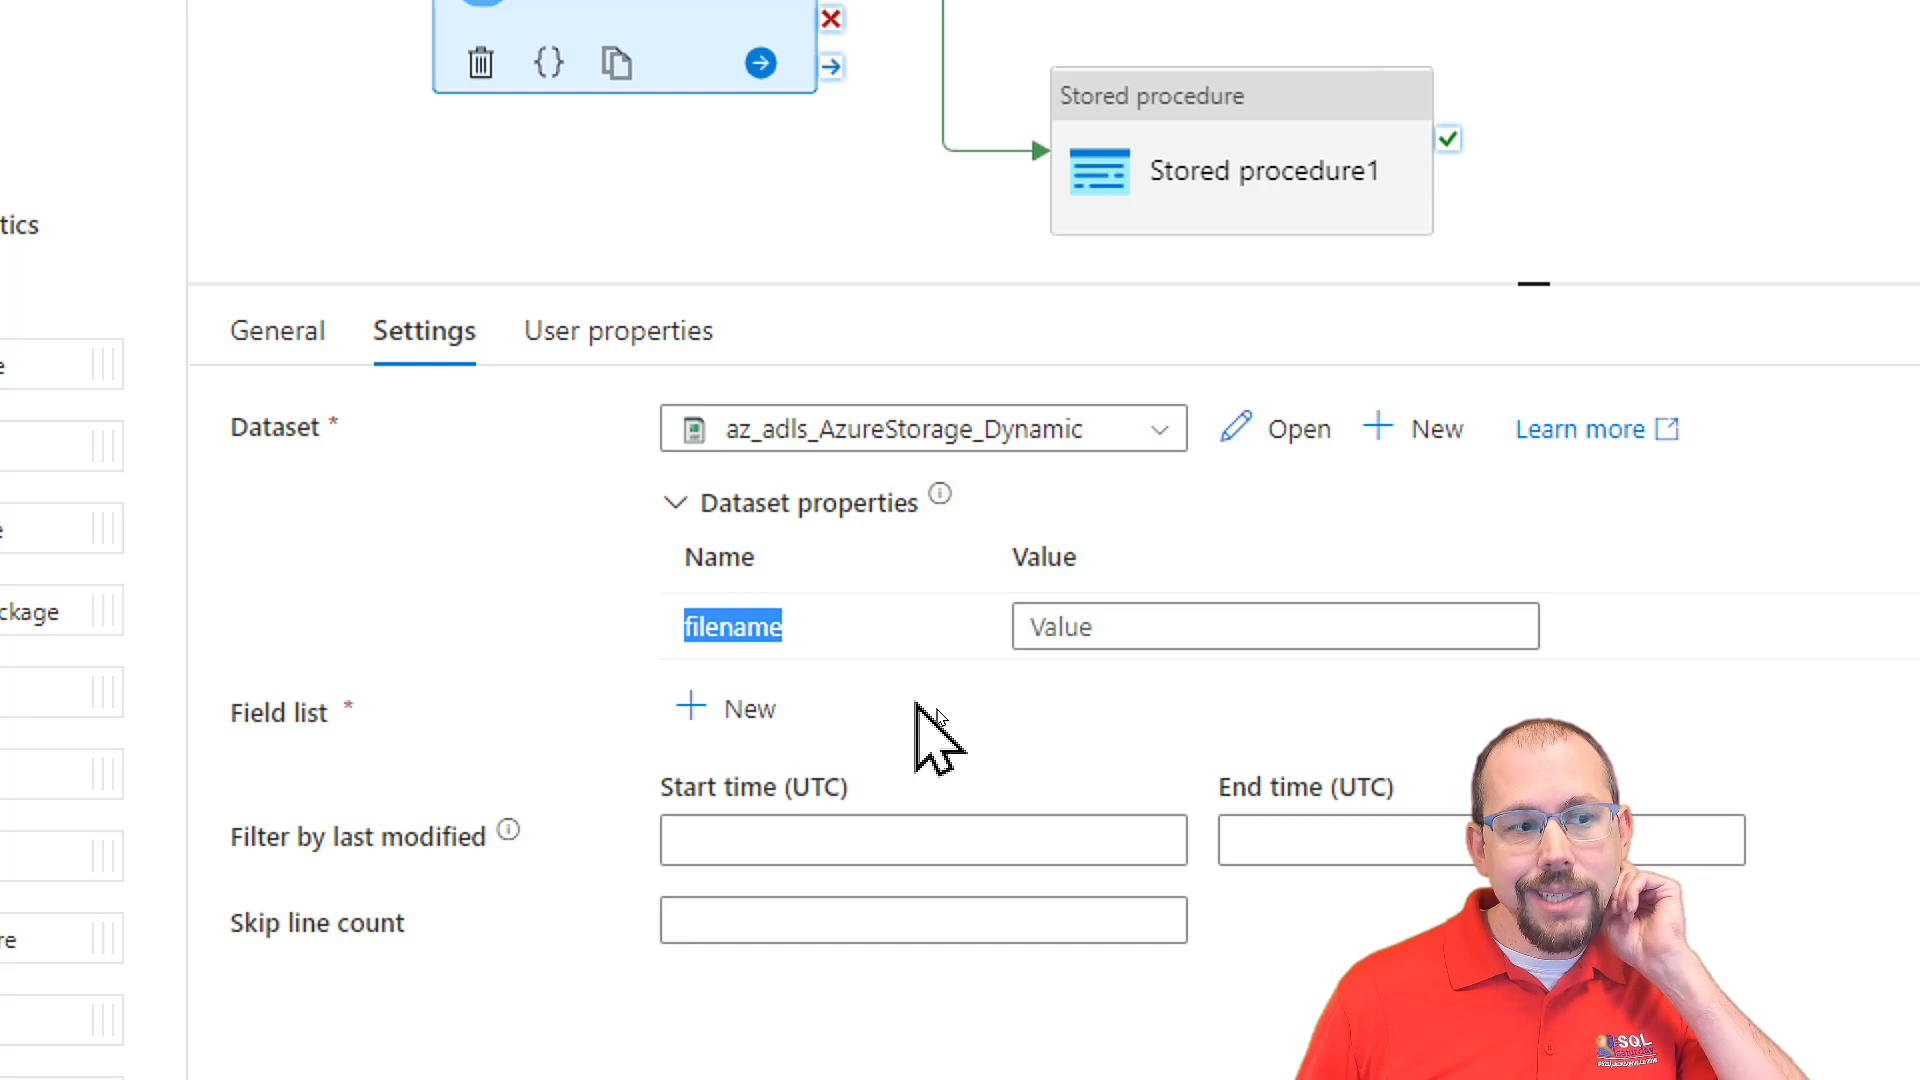 Stored procedure
Stored procedure1
tics
General Settings User properties
e
Dataset * az_adls_AzureStorage_Dynamic Open New Learn more
Dataset properties
Name Value
e
filename Value
ckage
Field list * New
Start time (UTC) End time (UTC)
Filter by last modified
Skip line count
re
SQL